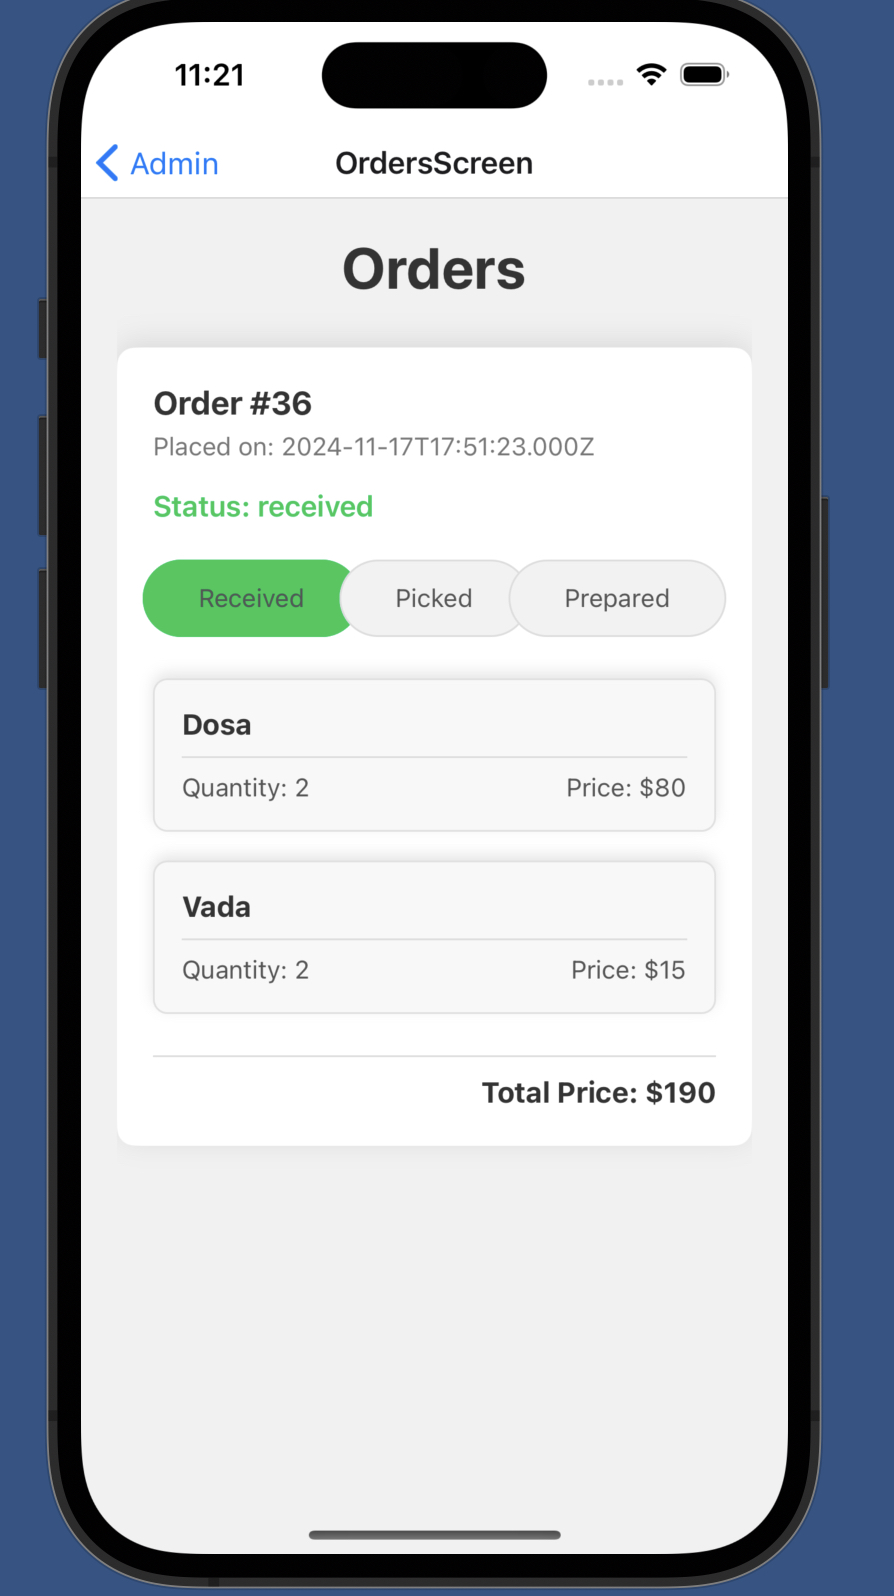 11:21
Admin
OrdersScreen
Orders
Order #36
Placed on: 2024-11-17T17:51:23.000Z
Status: received
Received Picked Prepared
Dosa
Quantity: 2 Price: $80
Vada
Quantity: 2 Price: $15
Total Price: $190